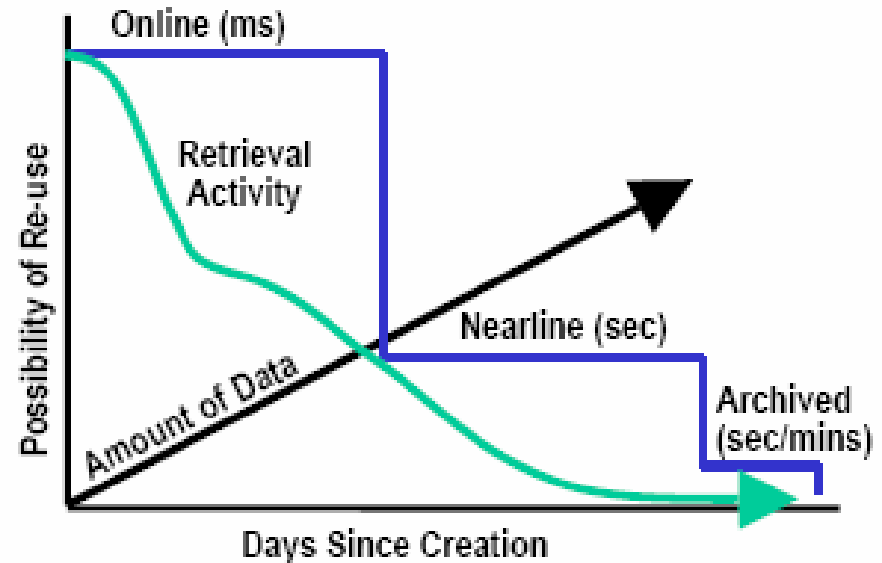 Online (ms)
Retrieval
Activity
Possibility of Re-use
Nearline (sec)
Amount of Data
Archived
(sec/mins)
Days Since Creation